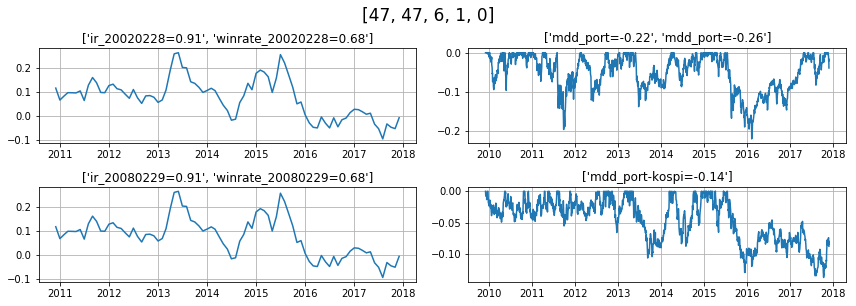 [47, 47, 6, 1, 0]
['ir_20020228=0.91', 'winrate_20020228=0.68']
0.2
0.1
0.0
−0.1
2011 2012 2013 2014 2015 2016 2017 2018
['mdd_port=-0.22', 'mdd_port=-0.26']
0.0
−0.1
−0.2
2010 2011 2012 2013 2014 2015 2016 2017 2018
['ir_20080229=0.91', 'winrate_20080229=0.68']
0.2
0.1
0.0
−0.1
2011 2012 2013 2014 2015 2016 2017 2018
['mdd_port-kospi=-0.14']
0.00
−0.05
−0.10
2010 2011 2012 2013 2014 2015 2016 2017 2018